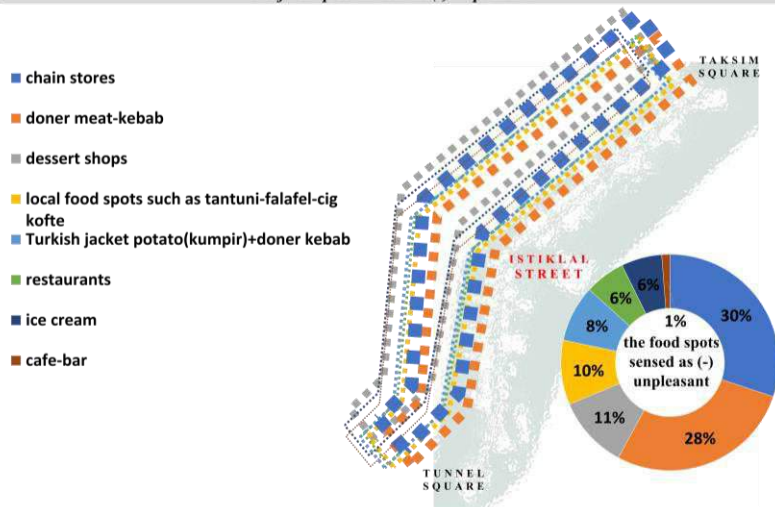 chain stores
doner meat-kebab
dessert shops
local food spots such as tantuni-falafel-cig
kofte
Turkish jacket potato(kumpir)+doner kebab
restaurants
ice cream
cafe-bar
TAKSIM
SQUARE
ISTIKLAL
STREET
TUNNEL
SQUARE
30%
28%
11%
10%
8%
6%
6%
1%
the food spots
sensed as (-)
unpleasant